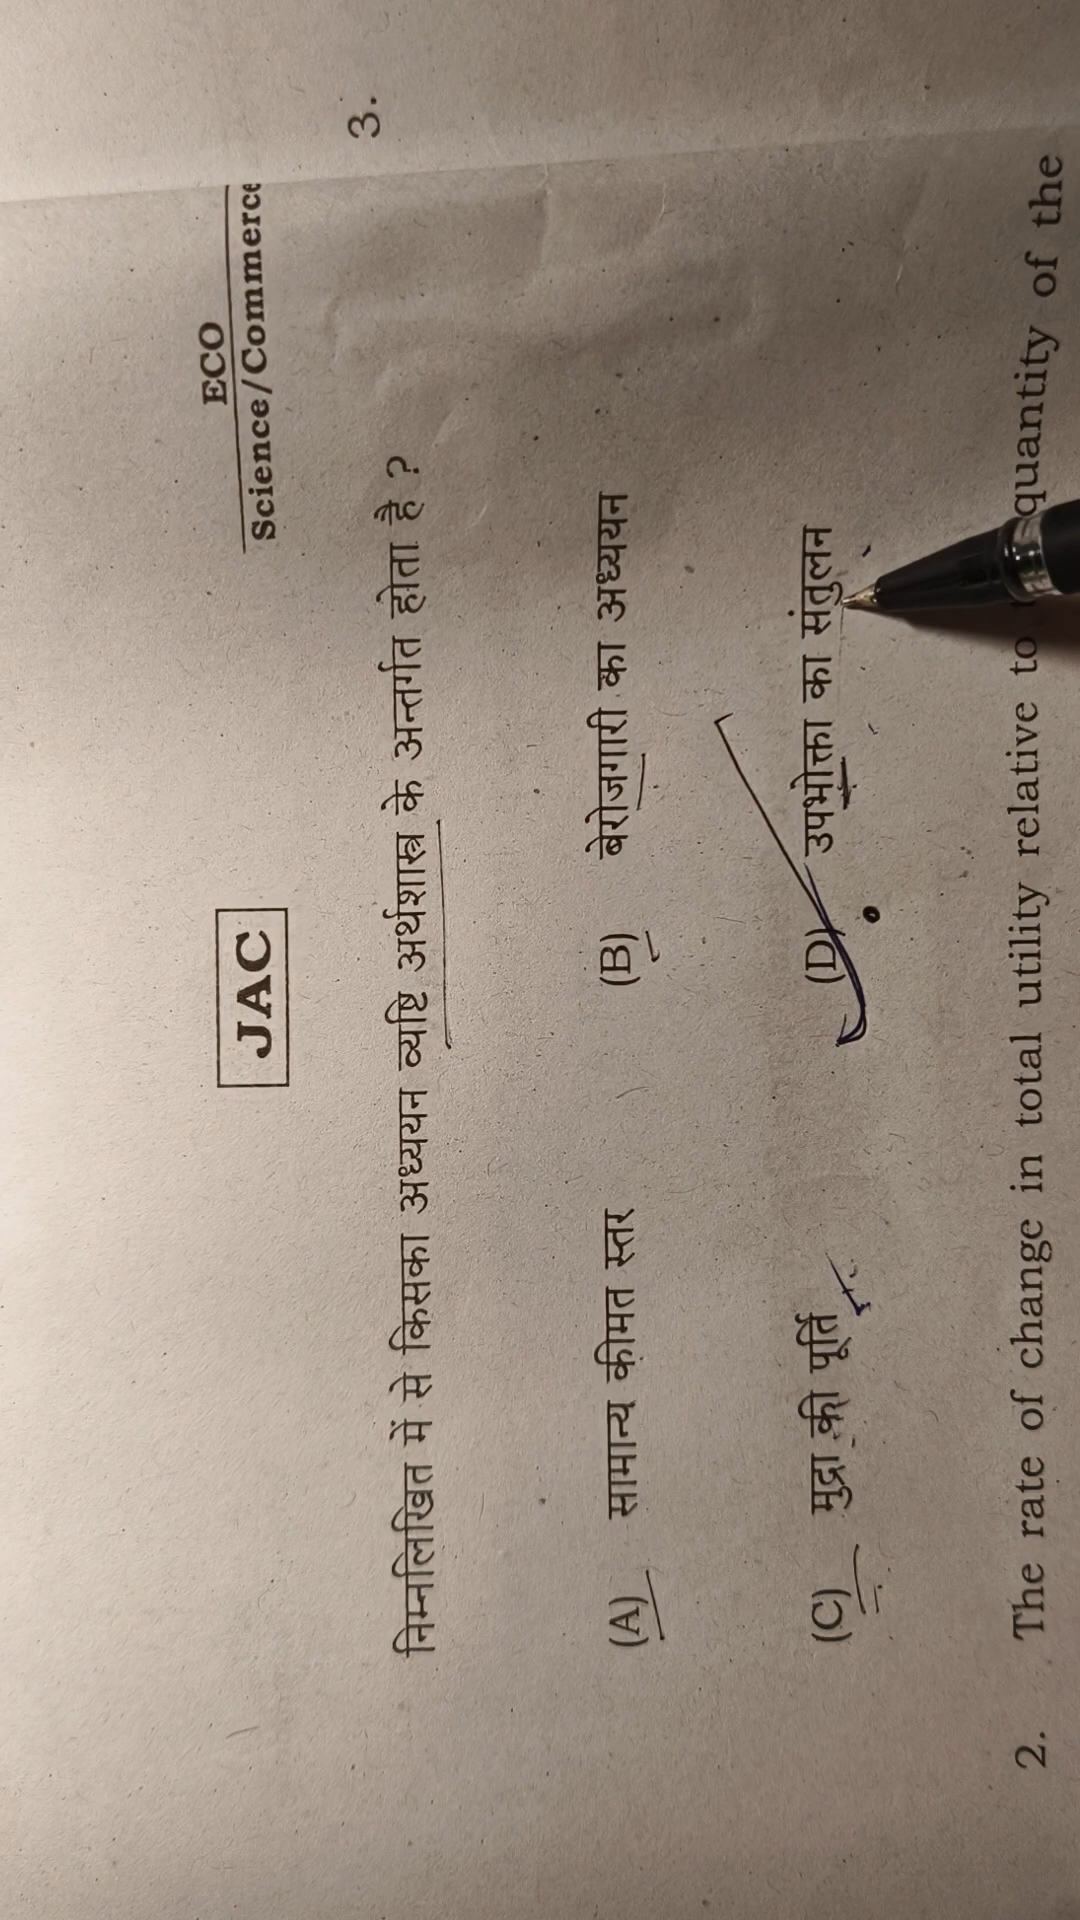 JAC
ECO
Science/Commerce
निम्नलिखित में से किसका अध्ययन व्यष्टि अर्थशास्त्र के अन्तर्गत होता है ?
(A) सामान्य कीमत स्तर (B) बेरोजगारी का अध्ययन
(C) मुद्रा की पूर्ति (D) उपभोक्ता का संतुलन
2. The rate of change in total utility relative to quantity of the
3.